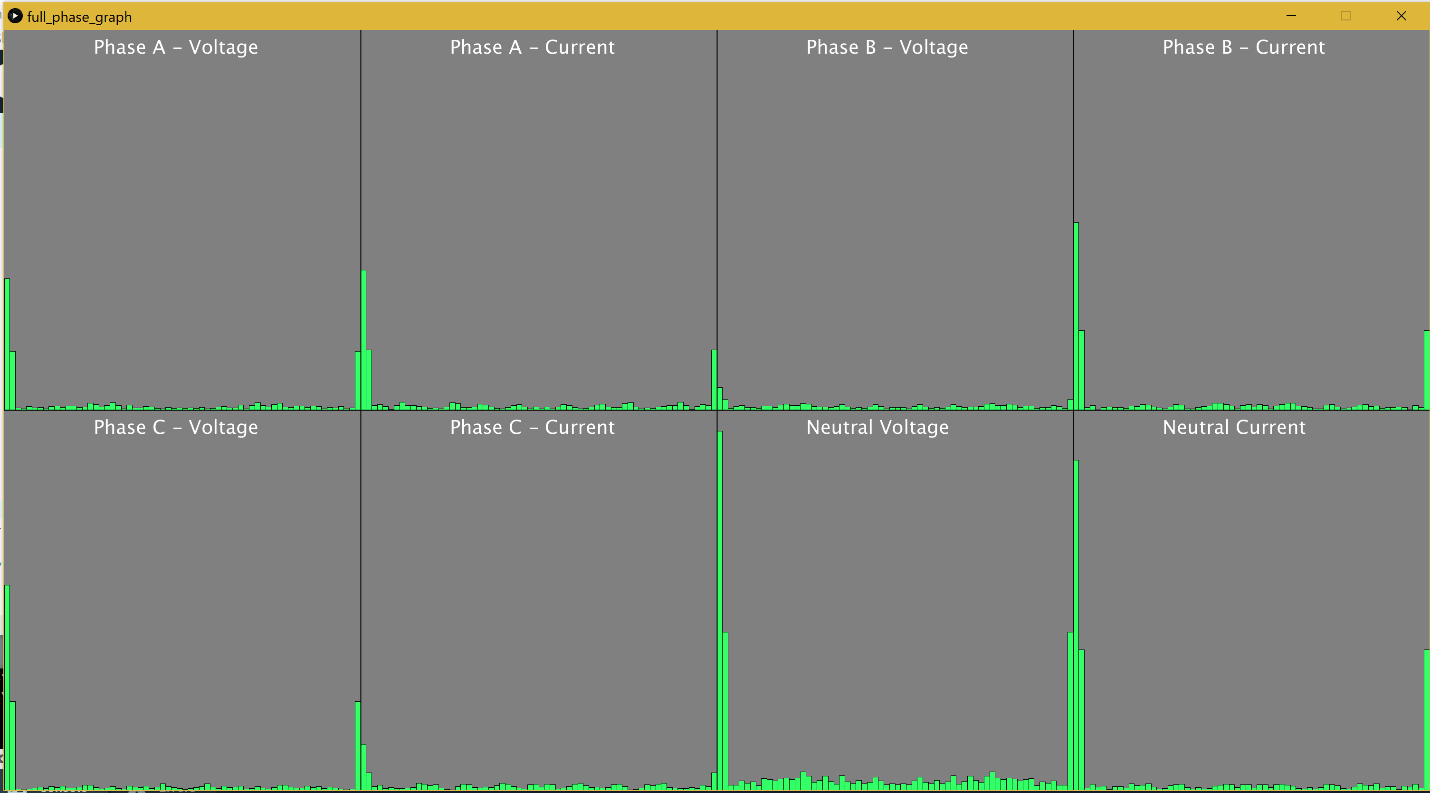 full_phase_graph
Phase A – Voltage
Phase A – Current
Phase B – Voltage
Phase B – Current
Phase C – Voltage
Phase C – Current
Neutral Voltage
Neutral Current